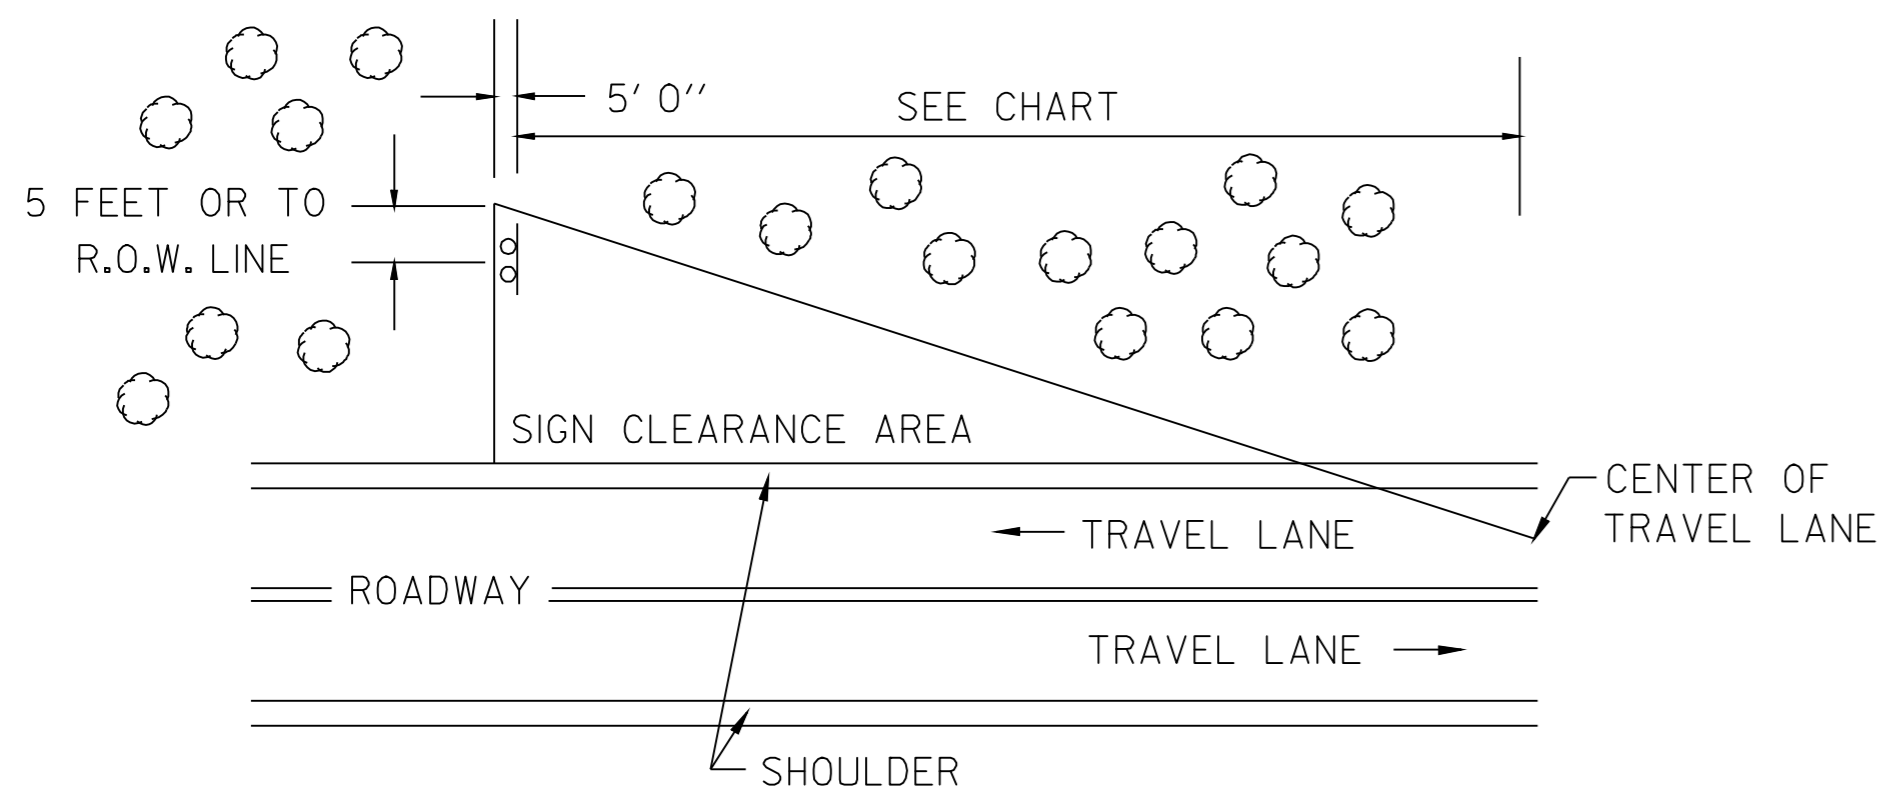 5' 0''
SEE CHART
5 FEET OR TO
R.O.W. LINE
SIGN CLEARANCE AREA
CENTER OF
TRAVEL LANE
TRAVEL LANE
ROADWAY
TRAVEL LANE
SHOULDER